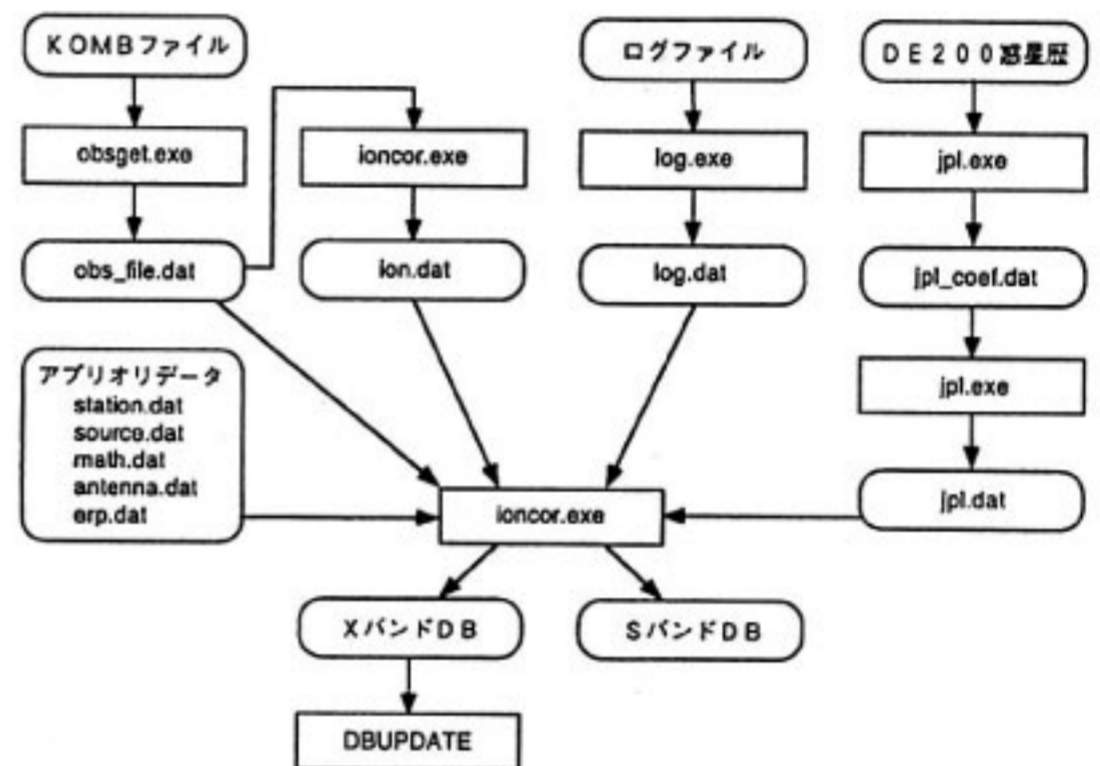 KOMBファイル
obsget.exe
obs_file.dat
ioncor.exe
ion.dat
ログファイル
log.exe
log.dat
DE200惑星歴
jpl.exe
jpl_coef.dat
jpl.exe
jpl.dat
アプリオリデータ
station.dat
source.dat
math.dat
antenna.dat
erp.dat
ioncor.exe
XバンドDB
SバンドDB
DBUPDATE